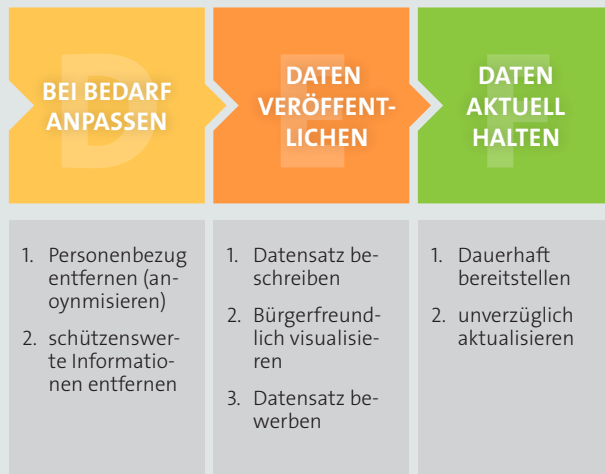 D
BEI BEDARF
ANPASSEN
E
DATEN
VERÖFFENT-
LICHEN
F
DATEN
AKTUELL
HALTEN
1. Personenbezug
entfernen (an-
oynmisieren)
2. schützenswer-
te Informatio-
nen entfernen
1. Datensatz be-
schreiben
2. Bürgerfreund-
lich visualisie-
ren
3. Datensatz be-
werben
1. Dauerhaft
bereitstellen
2. unverzüglich
aktualisieren